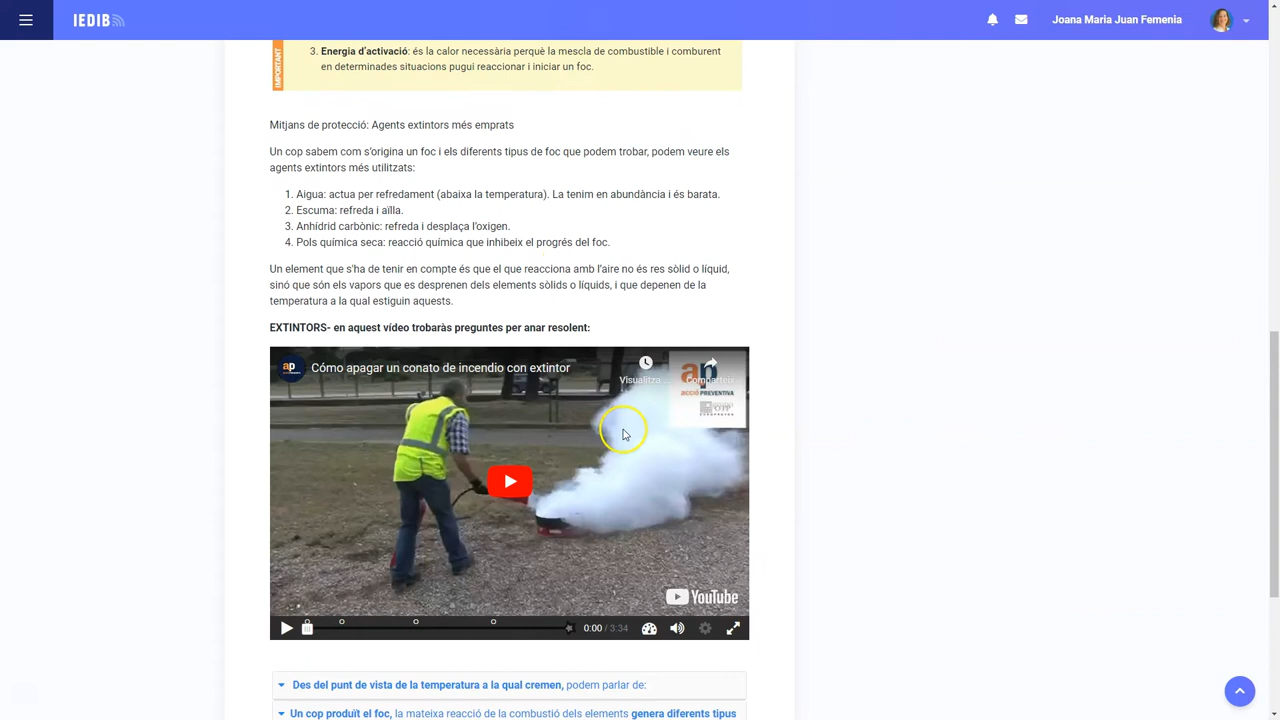 IEDIB
Joana Maria Juan Femenia
IMPORTANT
3. Energia d'activació: és la calor necessària perquè la mescla de combustible i comburent
en determinades situacions pugui reaccionar i iniciar un foc.
Mitjans de protecció: Agents extintors més emprats
Un cop sabem com s'origina un foc i els diferents tipus de foc que podem trobar, podem veure els
agents extintors més utilitzats:
1. Aigua: actua per refredament (abaixa la temperatura). La tenim en abundància i és barata.
2. Escuma: refreda i aïlla.
3. Anhídrid carbònic: refreda i desplaça l'oxigen.
4. Pols química seca: reacció química que inhibeix el progrés del foc.
Un element que s'ha de tenir en compte és que el que reacciona amb l'aire no és res sòlid o líquid,
sinó que són els vapors que es desprenen dels elements sòlids o líquids, i que depenen de la
temperatura a la qual estiguin aquests.
EXTINTORS- en aquest vídeo trobaràs preguntes per anar resolent:
ap
Cómo apagar un conato de incendio con extintor
Visualitza ...
Comparteix
ap
ACCIÓ PREVENTIVA
YouTube
0:00 / 3:34
Des del punt de vista de la temperatura a la qual cremen, podem parlar de:
Un cop produït el foc, la mateixa reacció de la combustió dels elements genera diferents tipus